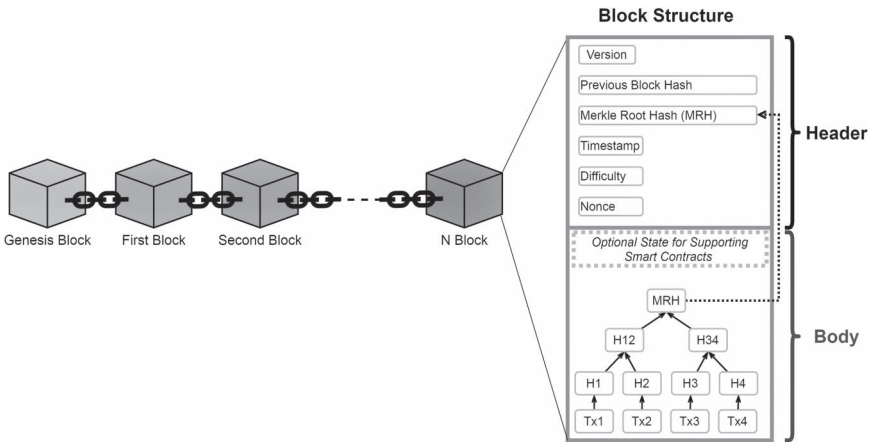 Block Structure
Version
Previous Block Hash
Merkle Root Hash (MRH)
Timestamp
Difficulty
Nonce
Header
Genesis Block
First Block
Second Block
N Block
Optional State for Supporting
Smart Contracts
MRH
H12
H34
Body
H1
H2
H3
H4
Tx1
Tx2
Tx3
Tx4